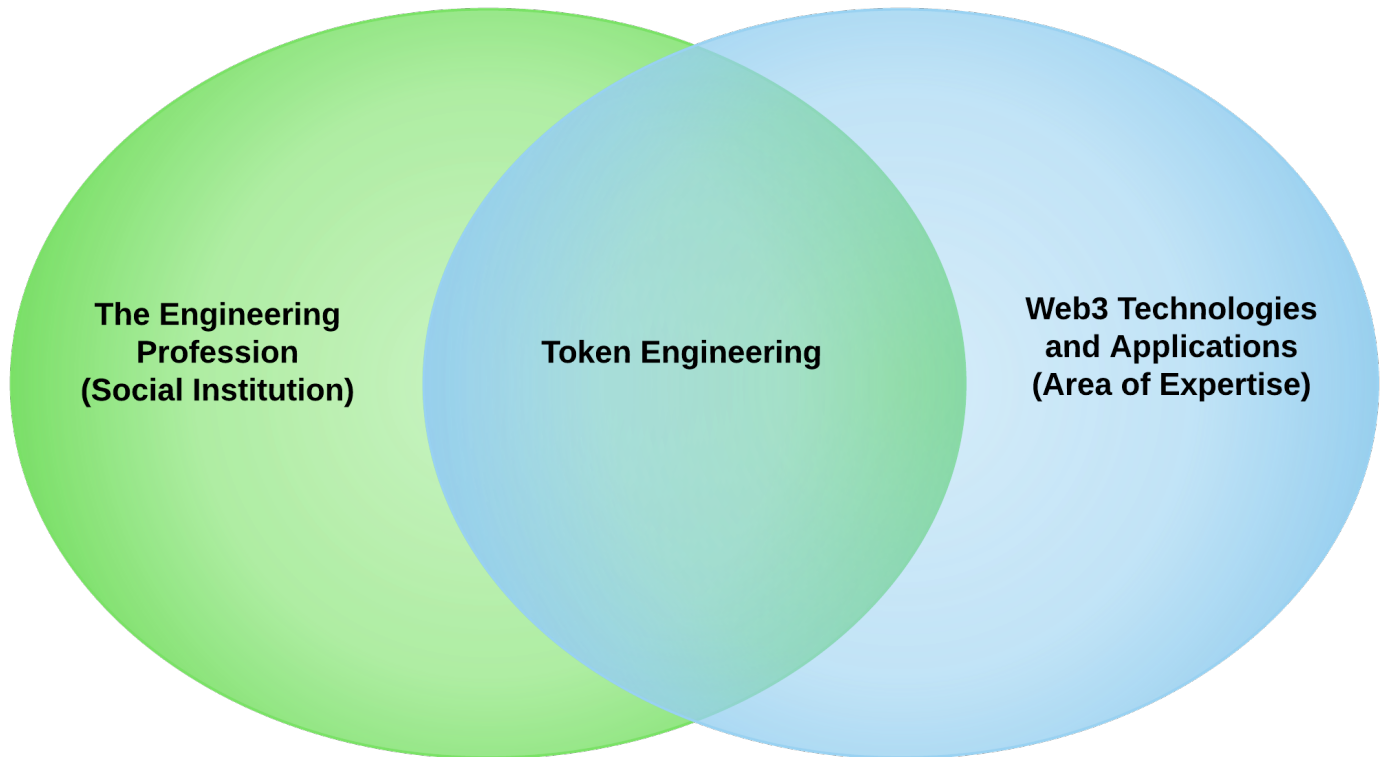 The Engineering
Profession
(Social Institution)
Token Engineering
Web3 Technologies
and Applications
(Area of Expertise)